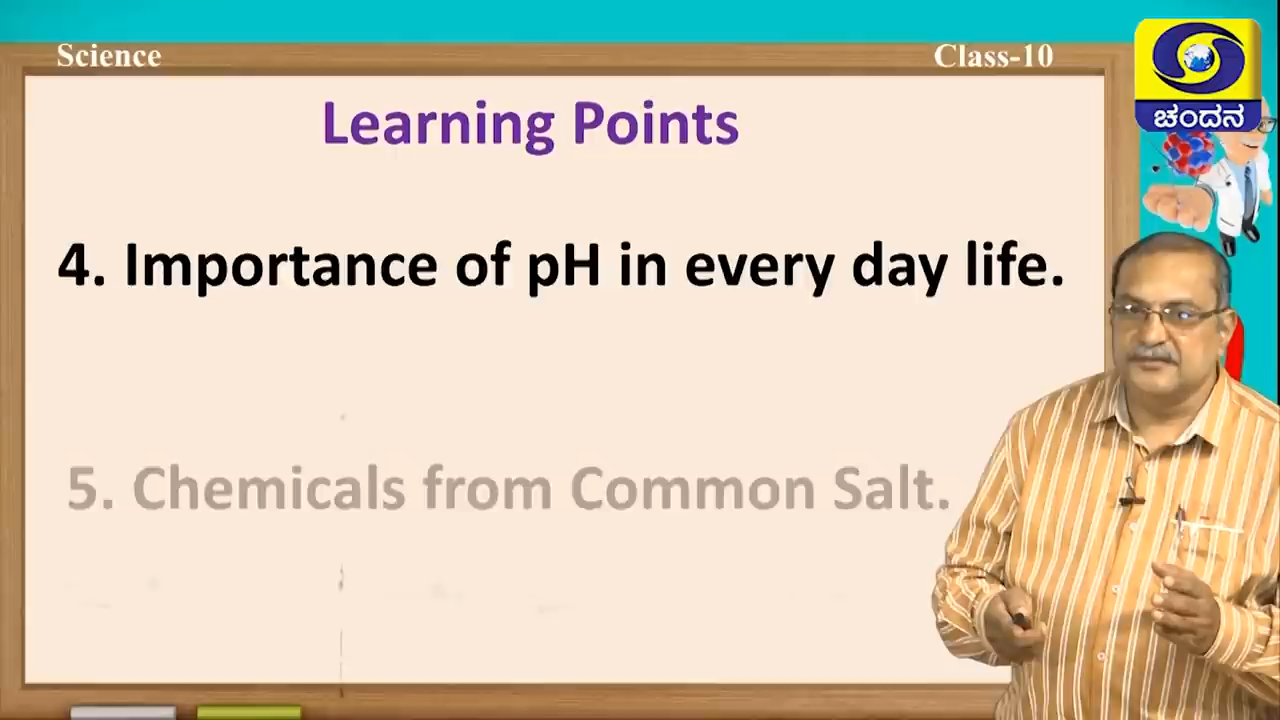 Science
Class-10
ಚಂದನ
Learning Points
4. Importance of pH in every day life.
5. Chemicals from Common Salt.